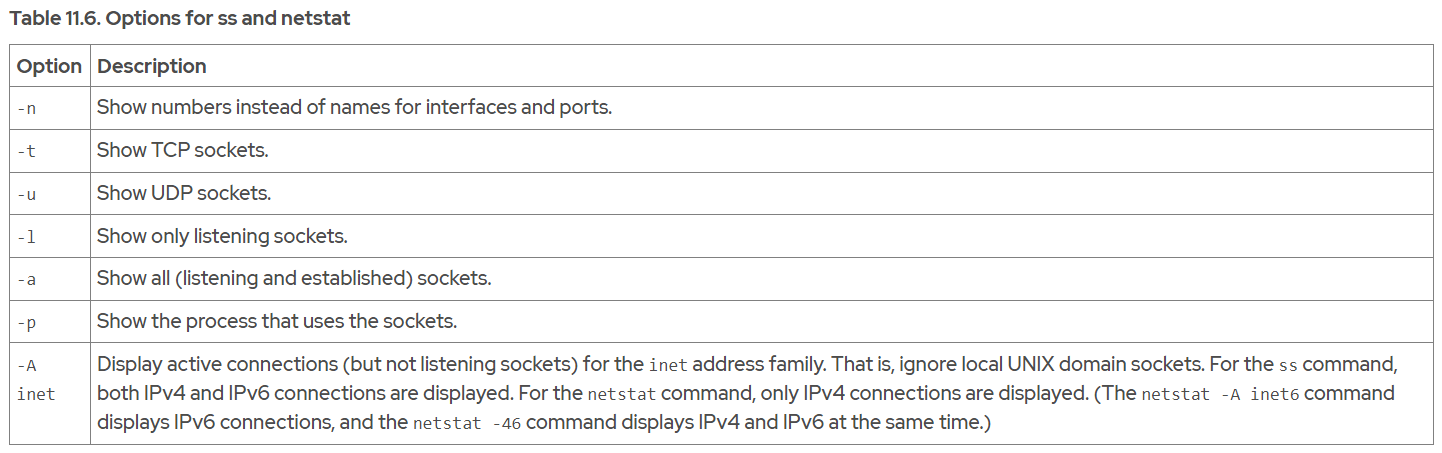 Table 11.6. Options for ss and netstat
Option Description
-n Show numbers instead of names for interfaces and ports.
-t Show TCP sockets.
-u Show UDP sockets.
-l Show only listening sockets.
-a Show all (listening and established) sockets.
-p Show the process that uses the sockets.
-A Display active connections (but not listening sockets) for the inet address family. That is, ignore local UNIX domain sockets. For the ss command,
inet both IPv4 and IPv6 connections are displayed. For the netstat command, only IPv4 connections are displayed. (The netstat -A inet6 command
displays IPv6 connections, and the netstat -46 command displays IPv4 and IPv6 at the same time.)